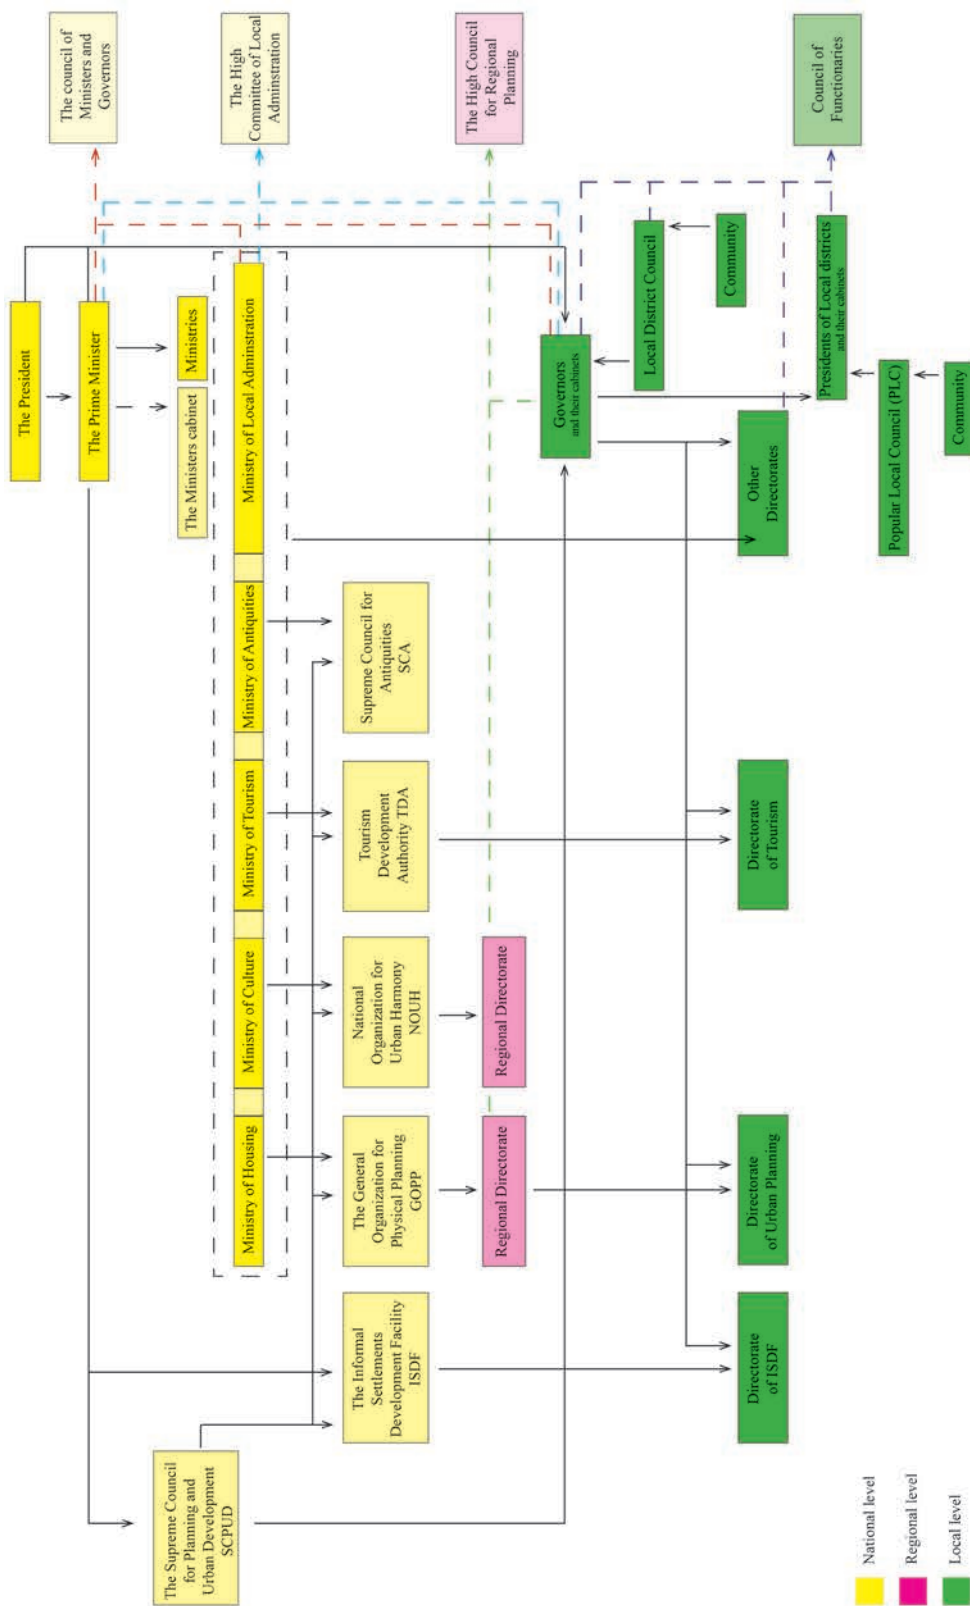 The President
The Prime Minister
The Ministers cabinet
Ministries
The council of
Ministers and
Governors
The High
Committee of Local
Adminstration
The High Council
for Regional
Planning
Council of
Functionaries
The Supreme Council
for Planning and
Urban Development
SCPUD
Ministry of Housing
Ministry of Culture
Ministry of Tourism
Ministry of Antiquities
Ministry of Local Adminstration
The Informal
Settlements
Development Facility
ISDF
The General
Organization for
Physical Planning
GOPP
National
Organization for
Urban Harmony
NOUH
Tourism
Development
Authority TDA
Supreme Council for
Antiquities
SCA
Regional Directorate
Regional Directorate
Governors
and their cabinets
Local District Council
Community
Directorate
of ISDF
Directorate
of Urban Planning
Directorate
of Tourism
Other
Directorates
Presidents of Local districts
and their cabinets
Popular Local Council (PLC)
Community
National level
Regional level
Local level